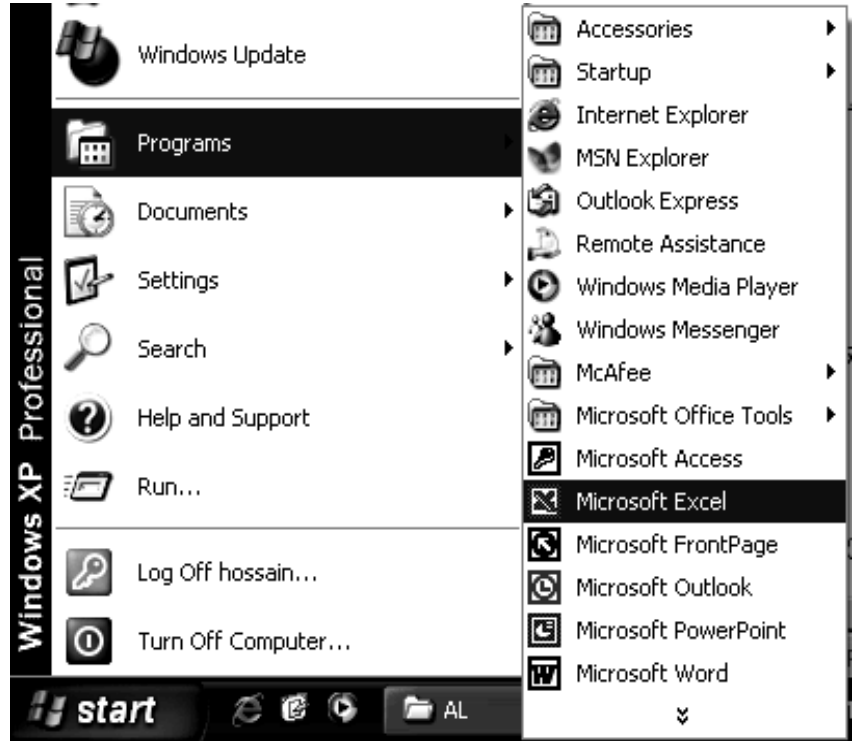 Windows XP Professional
Windows Update
Programs
Documents
Settings
Search
Help and Support
Run...
Log Off hossain...
Turn Off Computer...
Accessories
Startup
Internet Explorer
MSN Explorer
Outlook Express
Remote Assistance
Windows Media Player
Windows Messenger
McAfee
Microsoft Office Tools
Microsoft Access
Microsoft Excel
Microsoft FrontPage
Microsoft Outlook
Microsoft PowerPoint
Microsoft Word
start
AL